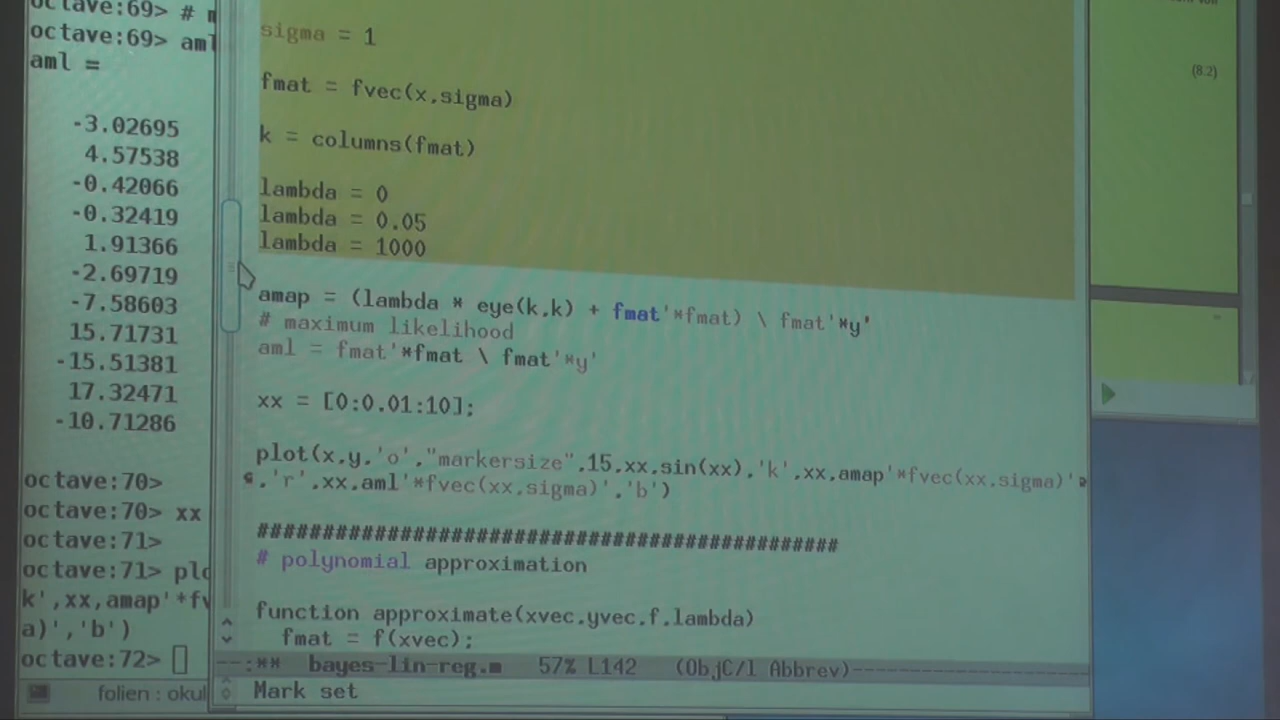 octave:69> #
octave:69> aml
aml =
-3.02695
4.57538
-0.42066
-0.32419
1.91366
-2.69719
-7.58603
15.71731
-15.51381
17.32471
-10.71286
octave:70>
octave:70> xx
octave:71>
octave:71> plo
k',xx,amap'*fv
a)','b')
octave:72>
folien : okul
sigma = 1
fmat = fvec(x,sigma)
k = columns(fmat)
lambda = 0
lambda = 0.05
lambda = 1000
amap = (lambda * eye(k,k) + fmat'*fmat) \ fmat'*y'
# maximum likelihood
aml = fmat'*fmat \ fmat'*y'
xx = [0:0.01:10];
plot(x,y,'o',"markersize",15,xx,sin(xx),'k',xx,amap'*fvec(xx,sigma)'
,'r',xx,aml'*fvec(xx,sigma)','b')
#############################################
# polynomial approximation
function approximate(xvec,yvec,f,lambda)
fmat = f(xvec);
--:** bayes-lin-reg.m 57% L142 (ObjC/l Abbrev)
Mark set
(8.2)